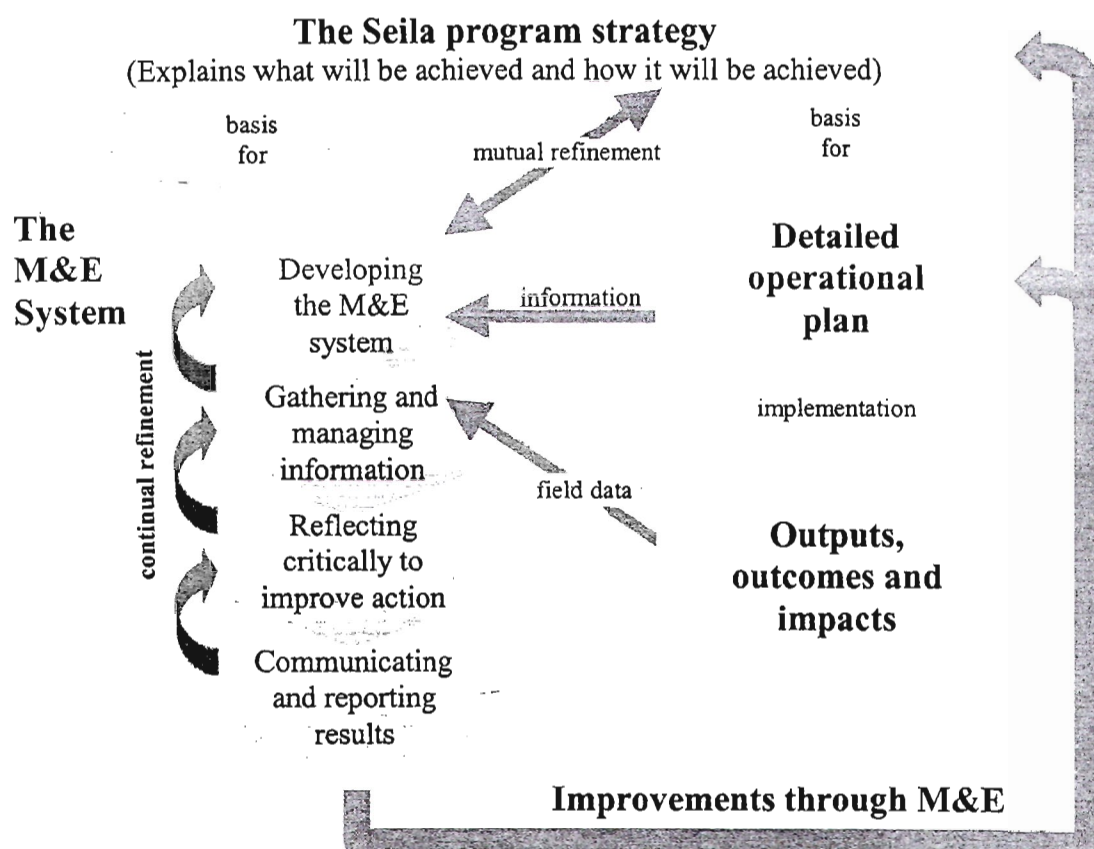 The Seila program strategy
(Explains what will be achieved and how it will be achieved)
basis
for
mutual refinement
basis
for
The
M&E
System
Developing
the M&E
system
information
Detailed
operational
plan
continual refinement
Gathering and
managing
information
implementation
field data
Reflecting
critically to
improve action
Outputs,
outcomes and
impacts
Communicating
and reporting
results
Improvements through M&E